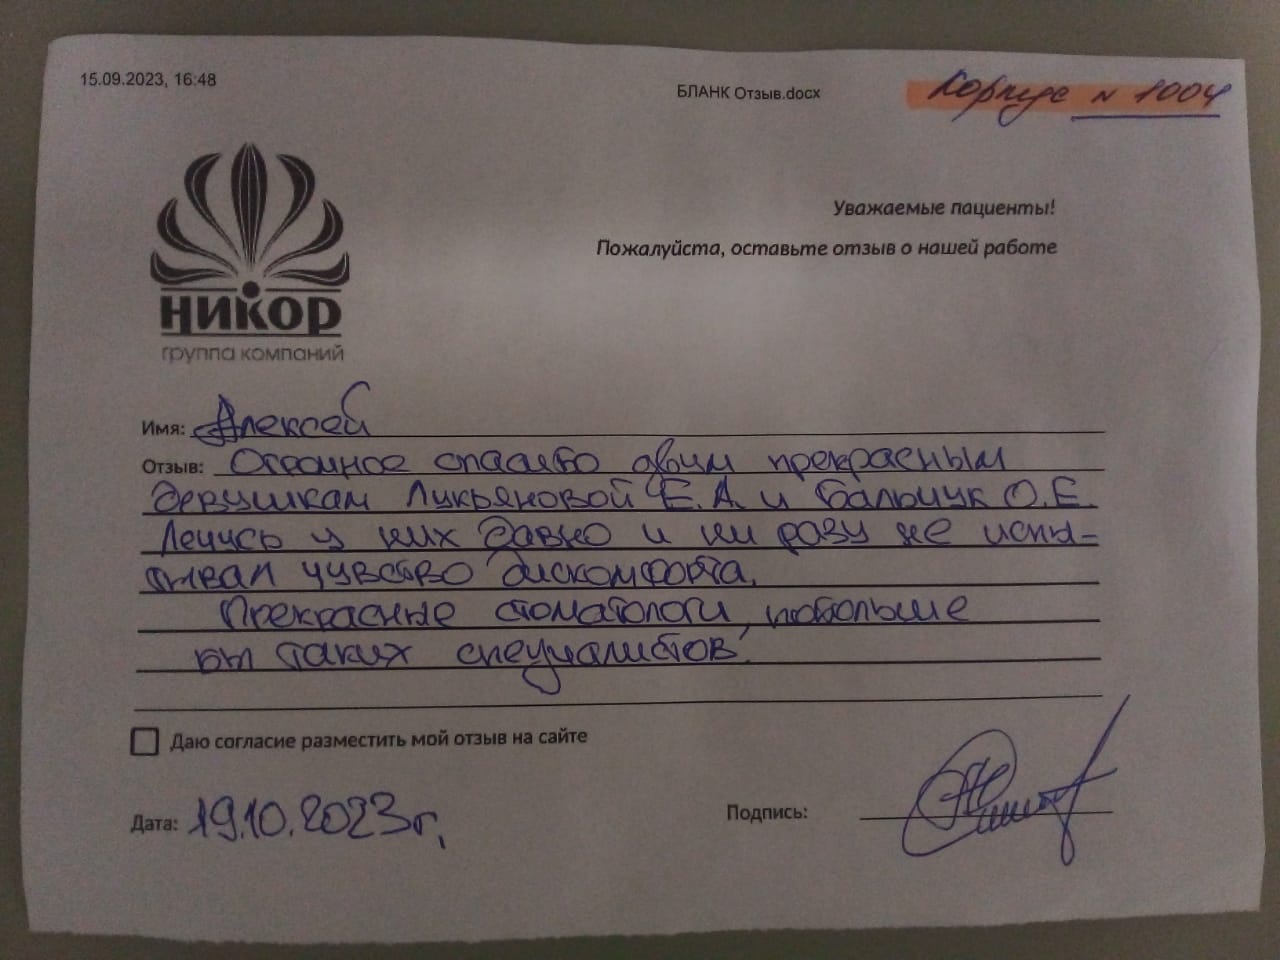 15.09.2023, 16:48
БЛАНК Отзыв.docx
Корпус N 1004
НИКОР
группа компаний
Уважаемые пациенты!
Пожалуйста, оставьте отзыв о нашей работе
Имя: Алексей
Отзыв: Огромное спасибо двум прекрасным
девушкам Лукьяновой Е.А. и Бальчук О.Е.
Лечусь у них давно и ни разу не испы-
тывал чувство дискомфорта.
Прекрасные стоматологи, побольше
бы таких специалистов!
Даю согласие разместить мой отзыв на сайте
Дата: 19.10.2023г.
Подпись: